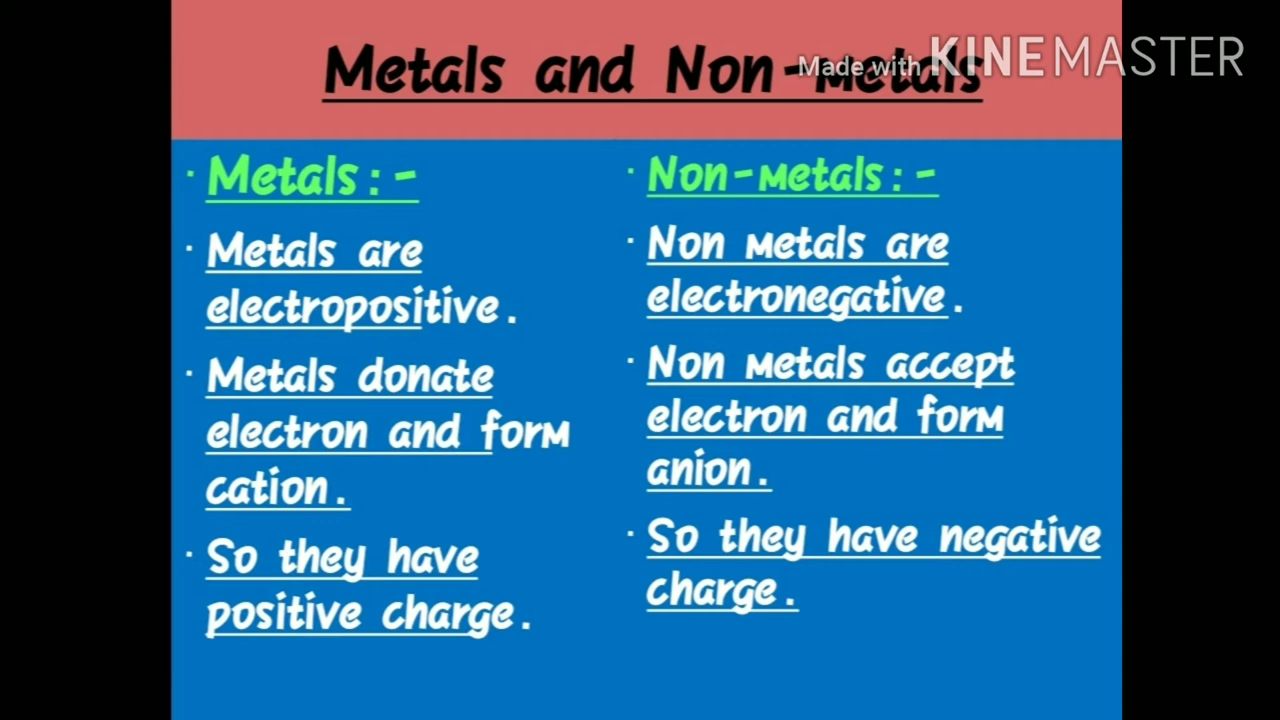 Metals and Non-Metals
Made with KINEMASTER
· Metals:-
· Metals are
electropositive.
· Metals donate
electron and form
cation.
· So they have
positive charge.
· Non-Metals:-
· Non Metals are
electronegative.
· Non Metals accept
electron and form
anion.
· So they have negative
charge.